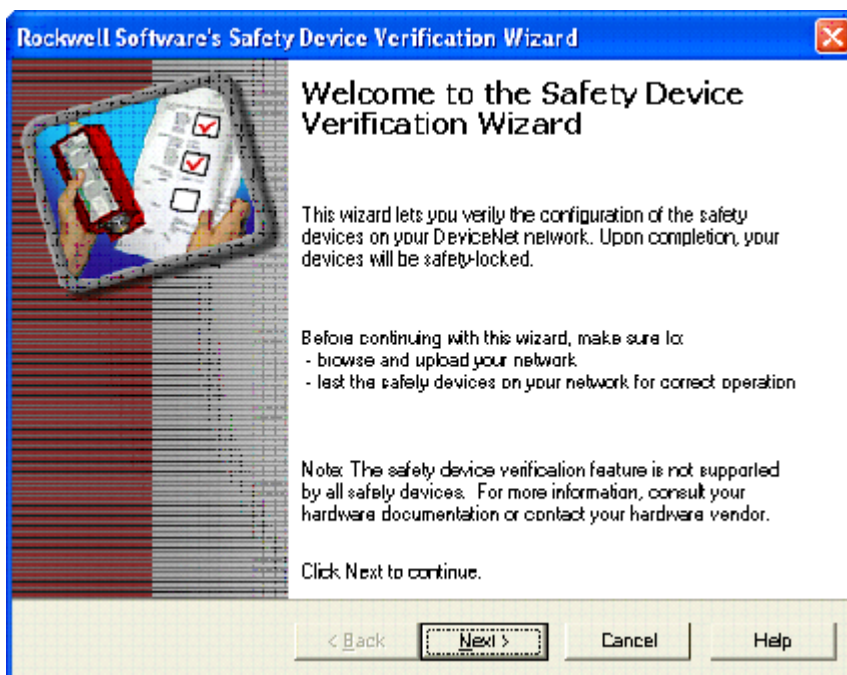 Rockwell Software's Safety Device Verification Wizard
Welcome to the Safety Device
Verification Wizard
This wizard lets you verify the configuration of the safety
devices on your DeviceNet network. Upon completion, your
devices will be safety-locked.
Before continuing with this wizard, make sure to:
- browse and upload your network
- test the safety devices on your network for correct operation
Note: The safety device verification feature is not supported
by all safety devices. For more information, consult your
hardware documentation or contact your hardware vendor.
Click Next to continue.
< Back
Next >
Cancel
Help